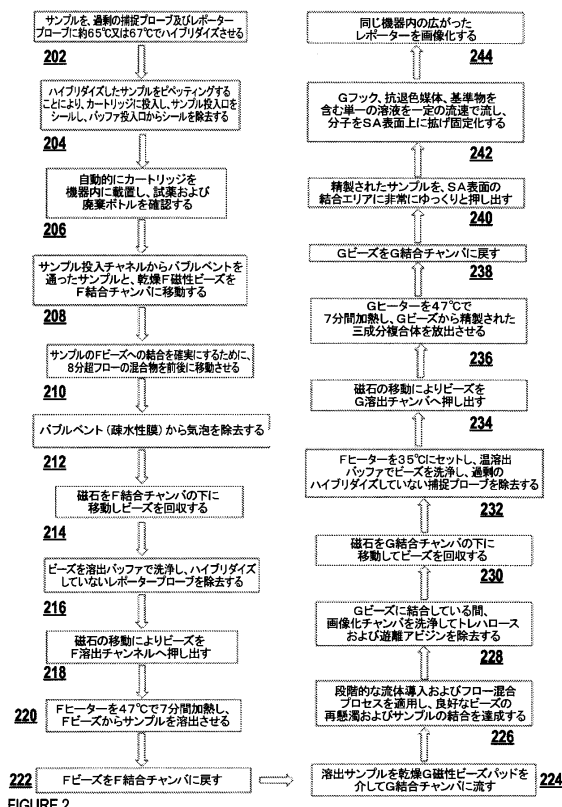 サンプルを、過剰の捕捉プローブ及びレポーター
プローブに約65℃又は67℃でハイブリダイズさせる
202
ハイブリダイズしたサンプルをピペッティングする
ことにより、カートリッジに投入し、サンプル投入口を
シールし、バッファ投入口からシールを除去する
204
自動的にカートリッジを
機器内に載置し、試薬および
廃棄ボトルを確認する
206
サンプル投入チャネルからバブルベントを
通ったサンプルと、乾燥F磁性ビーズを
F結合チャンバに移動する
208
サンプルのFビーズへの結合を確実にするために、
8分超フローの混合物を前後に移動させる
210
バブルベント(疎水性膜)から気泡を除去する
212
磁石をF結合チャンバの下に
移動しビーズを回収する
214
ビーズを溶出バッファで洗浄し、ハイブリダイズ
していないレポータープローブを除去する
216
磁石の移動によりビーズを
F溶出チャンネルへ押し出す
218
220
Fヒーターを47℃で7分間加熱し、
Fビーズからサンプルを溶出させる
222
FビーズをF結合チャンバに戻す
溶出サンプルを乾燥G磁性ビーズパッドを
介してG結合チャンバに流す
224
段階的な流体導入およびフロー混合
プロセスを適用し、良好なビーズの
再懸濁およびサンプルの結合を達成する
226
Gビーズに結合している間、
画像化チャンバを洗浄してトレハロース
および遊離アビジンを除去する
228
磁石をG結合チャンバの下に
移動してビーズを回収する
230
Fヒーターを35℃にセットし、温溶出
バッファでビーズを洗浄し、過剰の
ハイブリダイズしていない捕捉プローブを除去する
232
磁石の移動によりビーズを
G溶出チャンバへ押し出す
234
Gヒーターを47℃で
7分間加熱し、Gビーズから精製された
三成分複合体を放出させる
236
GビーズをG結合チャンバに戻す
238
精製されたサンプルを、SA表面の
結合エリアに非常にゆっくりと押し出す
240
Gフック、抗退色媒体、基準物を
含む単一の溶液を一定の流速で流し、
分子をSA表面上に拡げ固定化する
242
同じ機器内の広がった
レポーターを画像化する
244
FIGURE 2